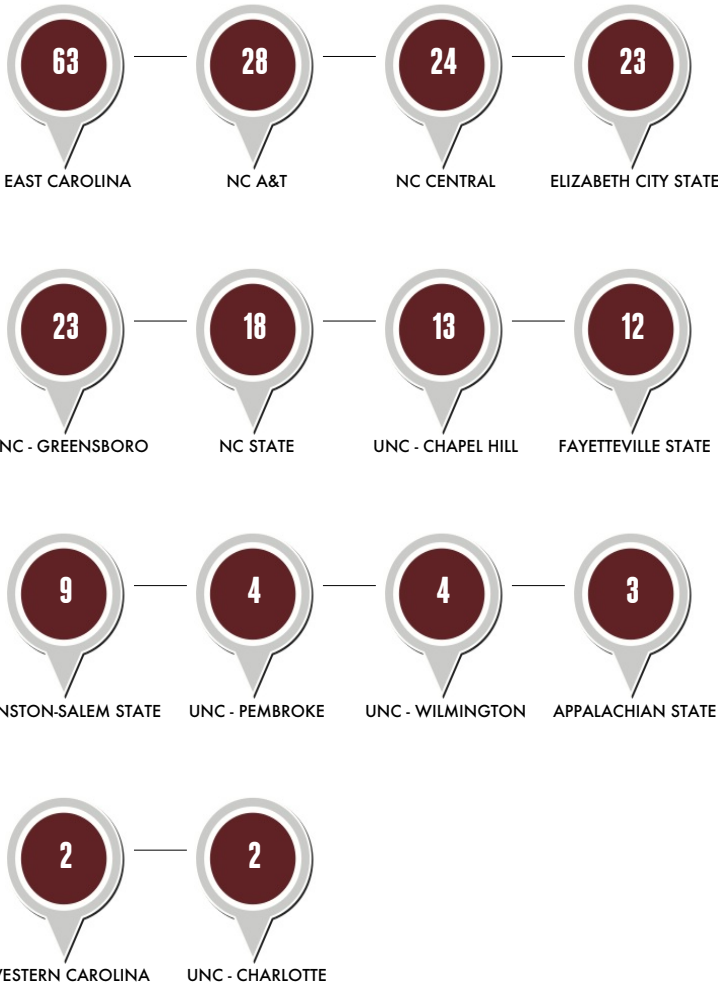 63 28 24 23
EAST CAROLINA NC A&T NC CENTRAL ELIZABETH CITY STATE
23 18 13 12
NC - GREENSBORO NC STATE UNC - CHAPEL HILL FAYETTEVILLE STATE
9 4 4 3
NSTON-SALEM STATE UNC - PEMBROKE UNC - WILMINGTON APPALACHIAN STATE
2 2
ESTERN CAROLINA UNC - CHARLOTTE